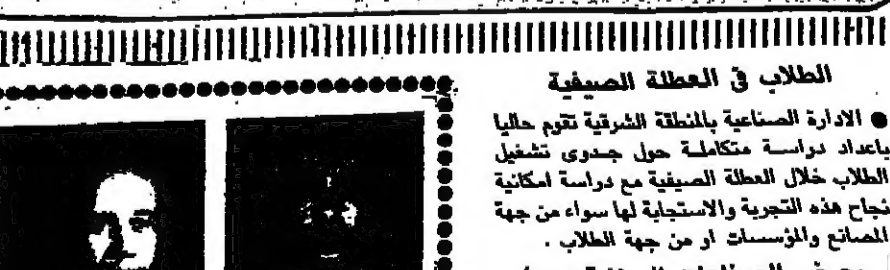 الطلاب في العطلة الصيفية
● الادارة الصناعية بالمنطقة الشرقية تقوم حاليا
باعداد دراسة متكاملة حول جدوى تشغيل
الطلاب خلال العطلة الصيفية مع دراسة امكانية
نجاح هذه التجربة والاستجابة لها سواء من جهة
المصانع والمؤسسات او من جهة الطلاب .